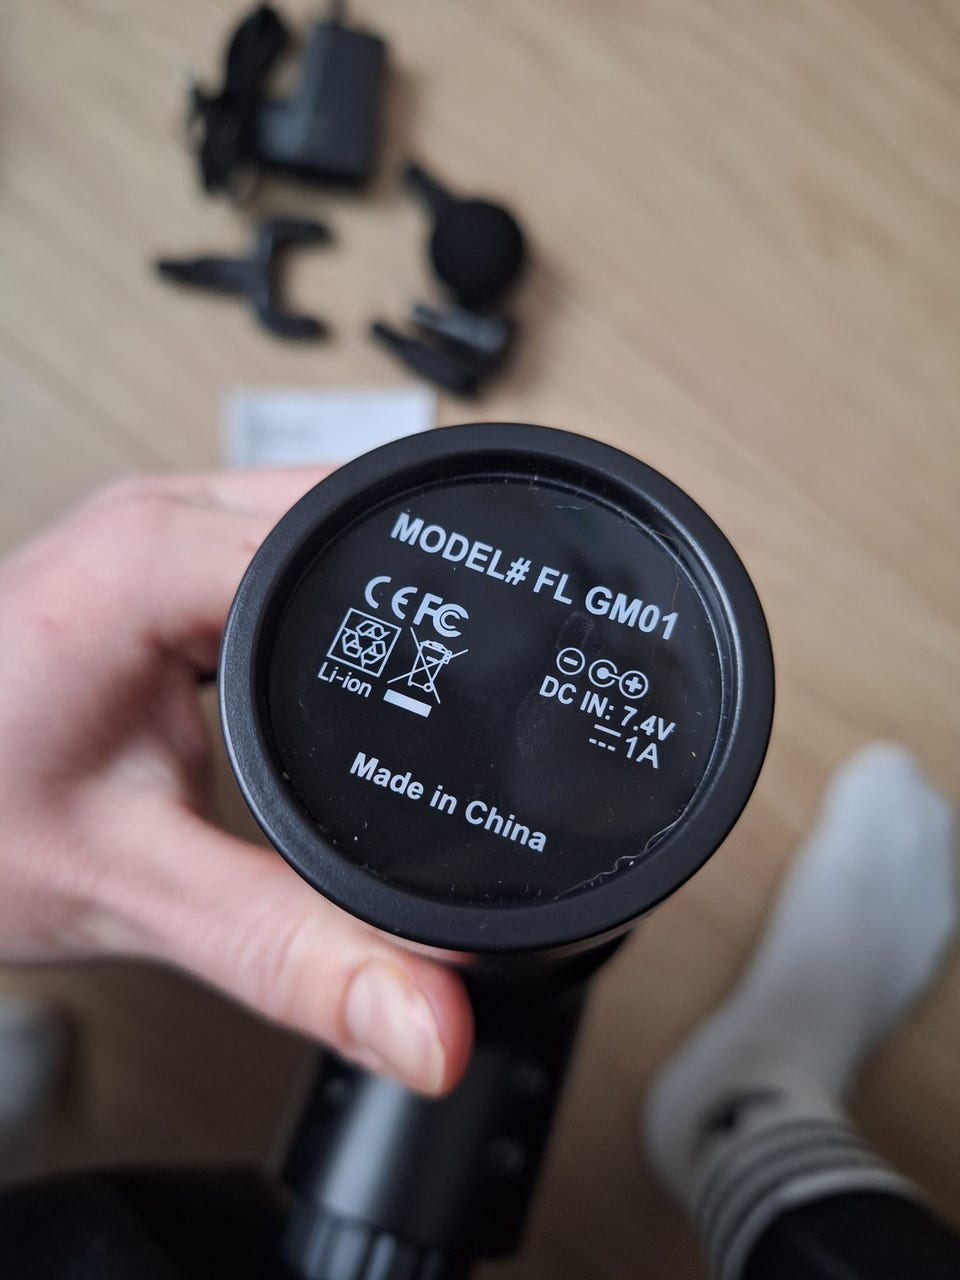 MODEL# FL GM01
CE FC
Li-ion
DC IN: 7.4V
1A
Made in China